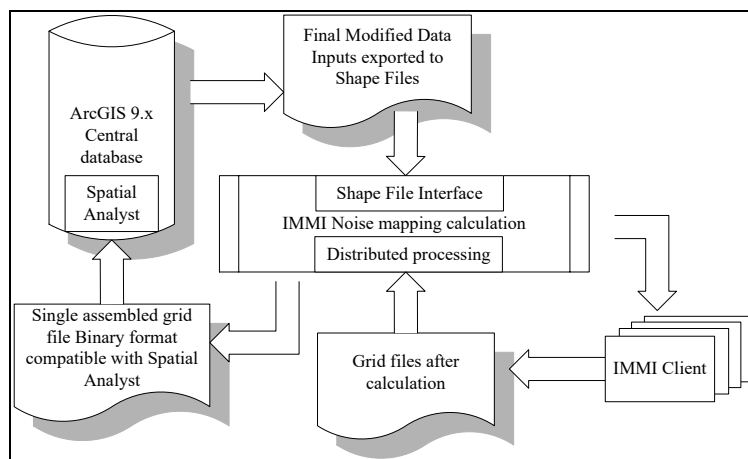 Final Modified Data
Inputs exported to
Shape Files
ArcGIS 9.x
Central
database
Spatial
Analyst
Shape File Interface
IMMI Noise mapping calculation
Distributed processing
Single assembled grid
file Binary format
compatible with Spatial
Analyst
Grid files after
calculation
IMMI Client